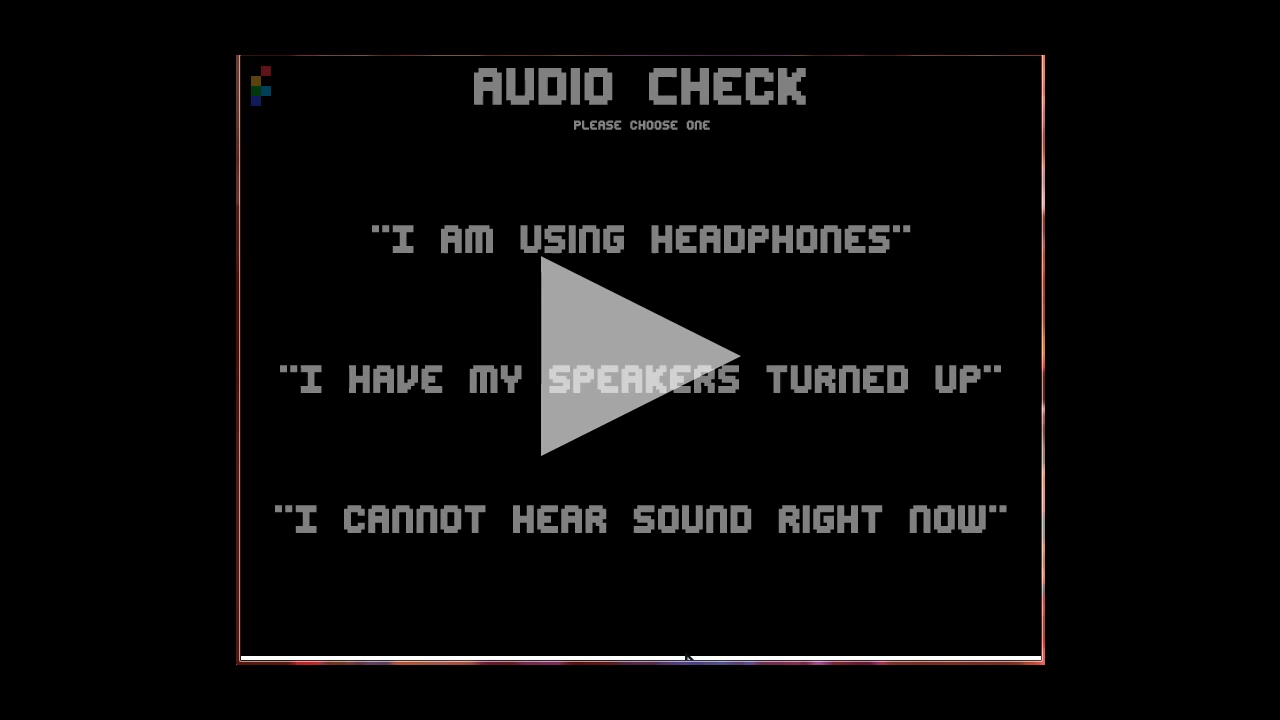 AUDIO CHECK
PLEASE CHOOSE ONE
"I AM USING HEADPHONES"
"I HAVE MY SPEAKERS TURNED UP"
"I CANNOT HEAR SOUND RIGHT NOW"